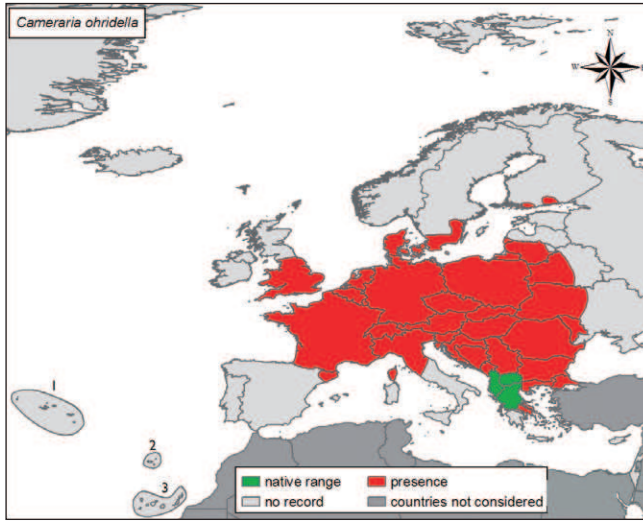 Cameraria ohridella
N
W
S
1
2
3
native range
presence
no record
countries not considered